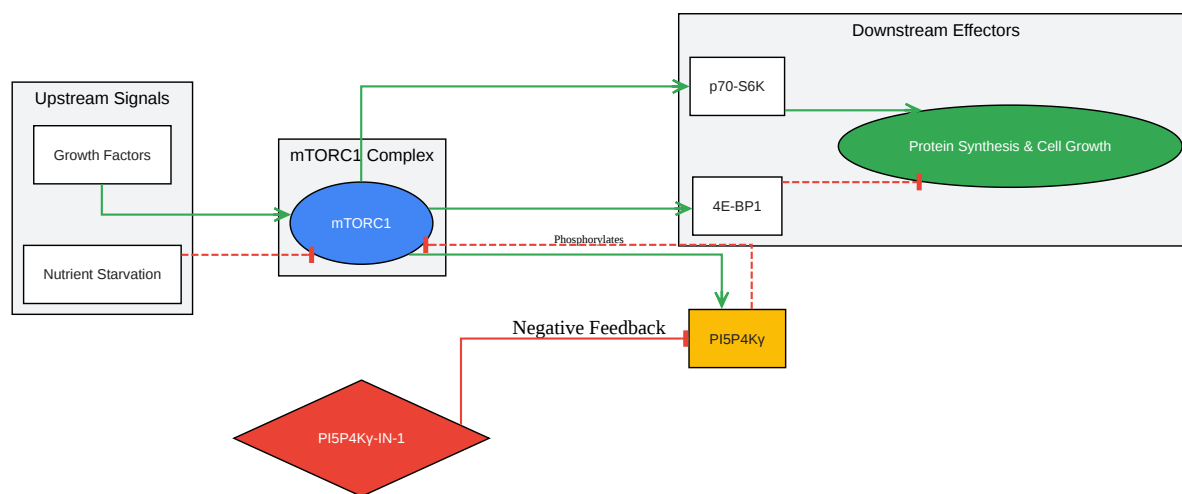 Downstream Effectors
p70-S6K
Upstream Signals
Growth Factors
mTORC1 Complex
Protein Synthesis & Cell Growth
4E-BP1
mTORC1
Phosphorylates
Nutrient Starvation
Negative Feedback
PI5P4Kγ
PI5P4Kγ-IN-1